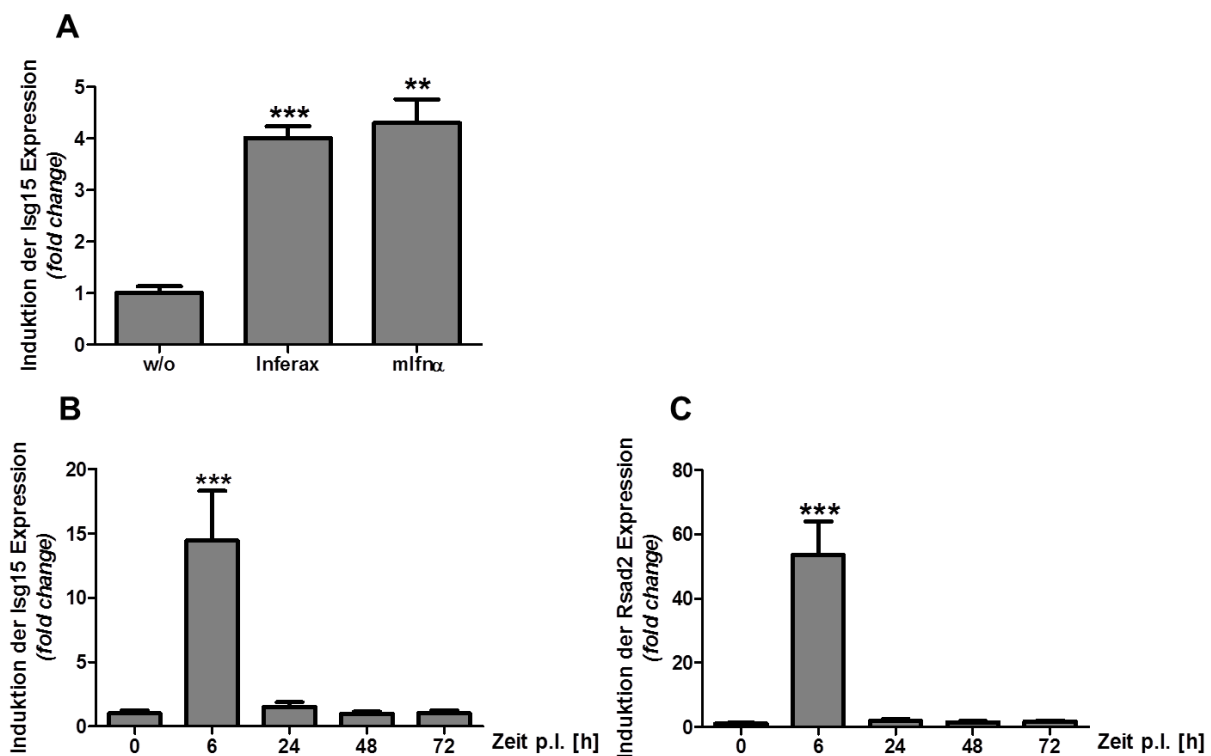 A
Induktion der Isg15 Expression
(fold change)
5
4
3
2
1
0
***
**
w/o
Inferax
mIfnα
B
Induktion der Isg15 Expression
(fold change)
20
15
10
5
0
***
0
6
24
48
72
Zeit p.I. [h]
C
Induktion der Rsad2 Expression
(fold change)
80
60
40
20
0
***
0
6
24
48
72
Zeit p.I. [h]